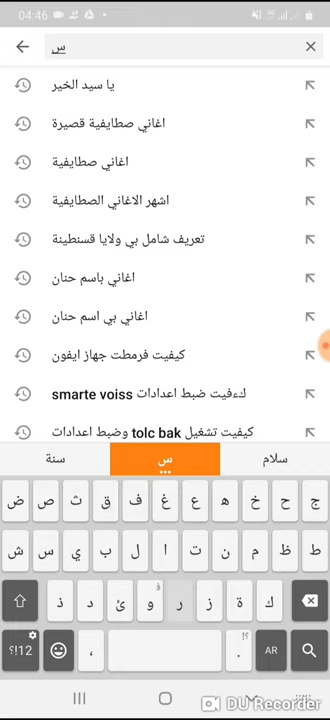 04:46
س
يا سيد الخير
اغاني صطايفية قصيرة
اغاني صطايفية
اشهر الاغاني الصطايفية
تعريف شامل بي ولايا قسنطينة
اغاني باسم حنان
اغاني بي اسم حنان
كيفيت فرمطت جهاز ايفون
كءفيت ضبط اعدادات smarte voiss
كيفيت تشغيل tolc bak وضبط اعدادات
سنة س سلام
ض ص ث ق ف غ ع ه خ ح ج
ش س ي ب ل ا ت ن م ظ ط
ذ د ئ ؤ و ر ز ة ك
!12؟ ، . !؟ AR
DU Recorder